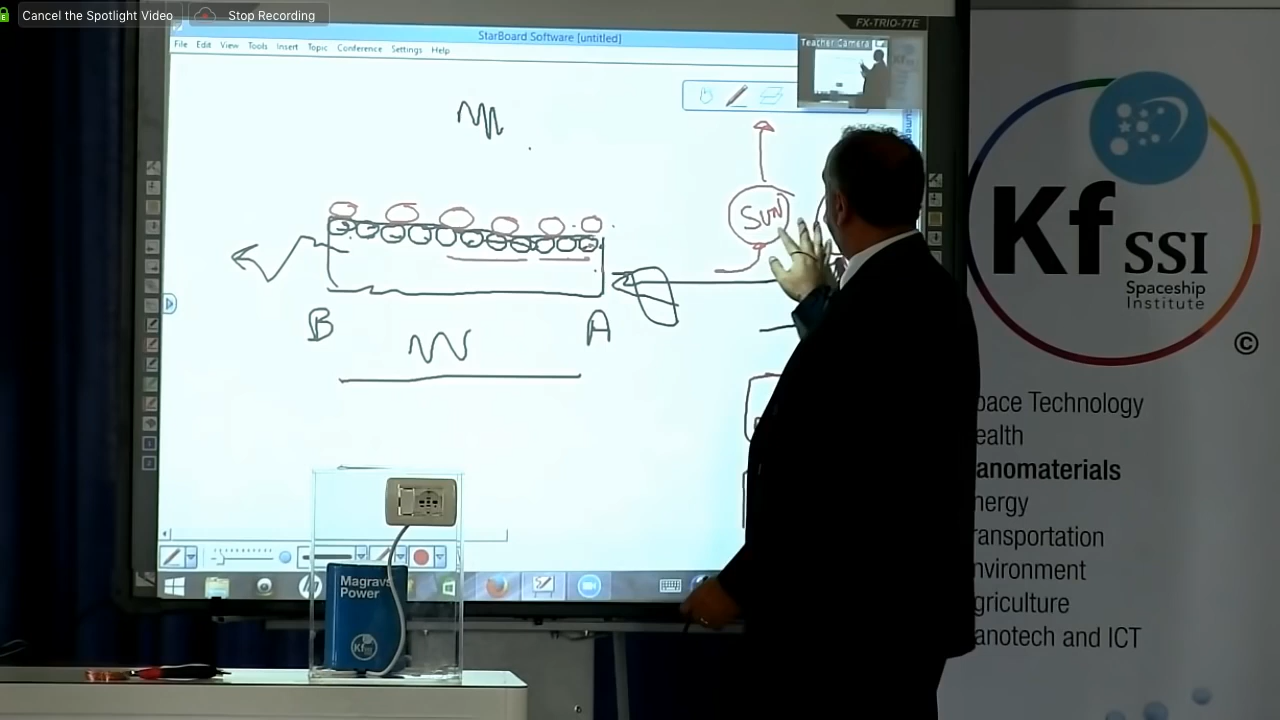 Cancel the Spotlight Video
Stop Recording
FX-TRIO-77E
StarBoard Software [untitled]
File Edit View Tools Insert Topic Conference Settings Help
Teacher Camera
SUN
B
A
Magravs
Power
Kf
Kf SSI
Spaceship
Institute
©
pace Technology
ealth
anomaterials
nergy
ransportation
nvironment
griculture
anotech and ICT